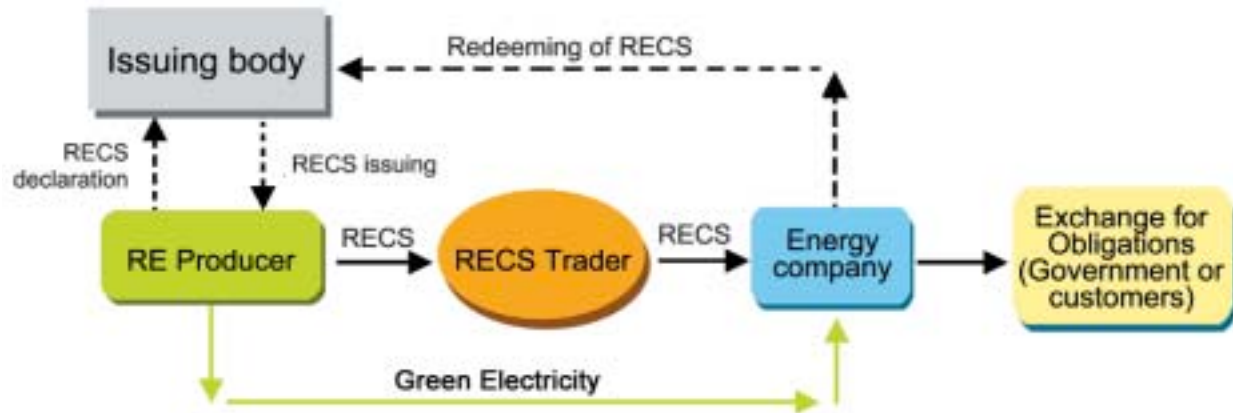 Issuing body
Redeeming of RECS
RECS
declaration
RECS issuing
RE Producer
RECS
RECS Trader
RECS
Energy
company
Exchange for
Obligations
(Government or
customers)
Green Electricity